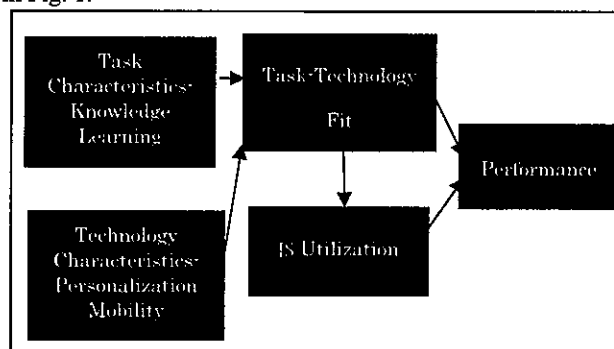 in Fig. 1.
Task
Characteristics:
Knowledge
Learning
Task-Technology
Fit
Performance
Technology
Characteristics:
Personalization
Mobility
IS Utilization